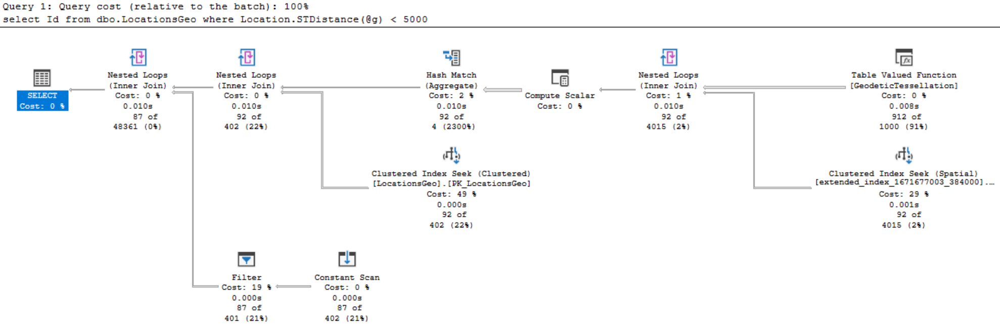 Query 1: Query cost (relative to the batch): 100%
select Id from dbo.LocationsGeo where Location.STDistance(@g) < 5000
SELECT
Cost: 0 %
Nested Loops
(Inner Join)
Cost: 0 %
0.010s
87 of
48361 (0%)
Nested Loops
(Inner Join)
Cost: 0 %
0.010s
92 of
402 (22%)
Hash Match
(Aggregate)
Cost: 2 %
0.010s
92 of
4 (2300%)
Compute Scalar
Cost: 0 %
Nested Loops
(Inner Join)
Cost: 1 %
0.010s
92 of
4015 (2%)
Table Valued Function
[GeodeticTessellation]
Cost: 0 %
0.008s
912 of
1000 (91%)
Clustered Index Seek (Clustered)
[LocationsGeo].[PK_LocationsGeo]
Cost: 49 %
0.000s
92 of
402 (22%)
Clustered Index Seek (Spatial)
[extended_index_1671677003_384000]....
Cost: 29 %
0.001s
92 of
4015 (2%)
Filter
Cost: 19 %
0.000s
87 of
401 (21%)
Constant Scan
Cost: 0 %
0.000s
87 of
402 (21%)